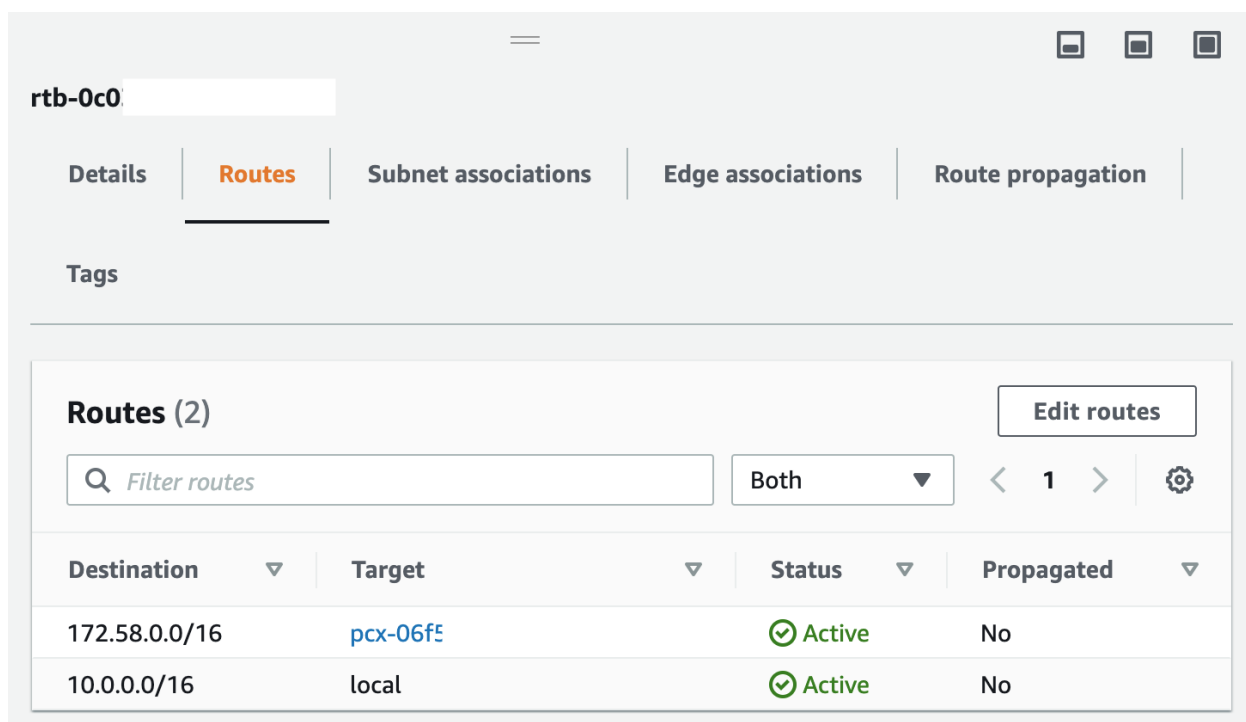 rtb-0c0
Details Routes Subnet associations Edge associations Route propagation
Tags
Routes (2) Edit routes
Filter routes Both 1
Destination Target Status Propagated
172.58.0.0/16 pcx-06f5 Active No
10.0.0.0/16 local Active No